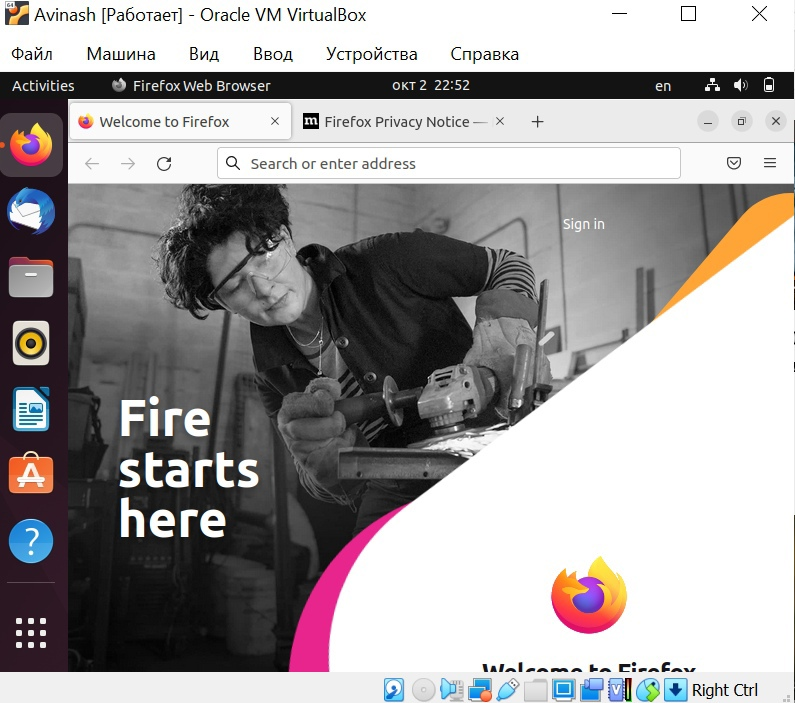 Avinash [Работает] - Oracle VM VirtualBox
Файл Машина Вид Ввод Устройства Справка
Activities Firefox Web Browser окт 2 22:52 en
Welcome to Firefox Firefox Privacy Notice —
Search or enter address
Sign in
Fire
starts
here
Welcome to Firefox
Right Ctrl